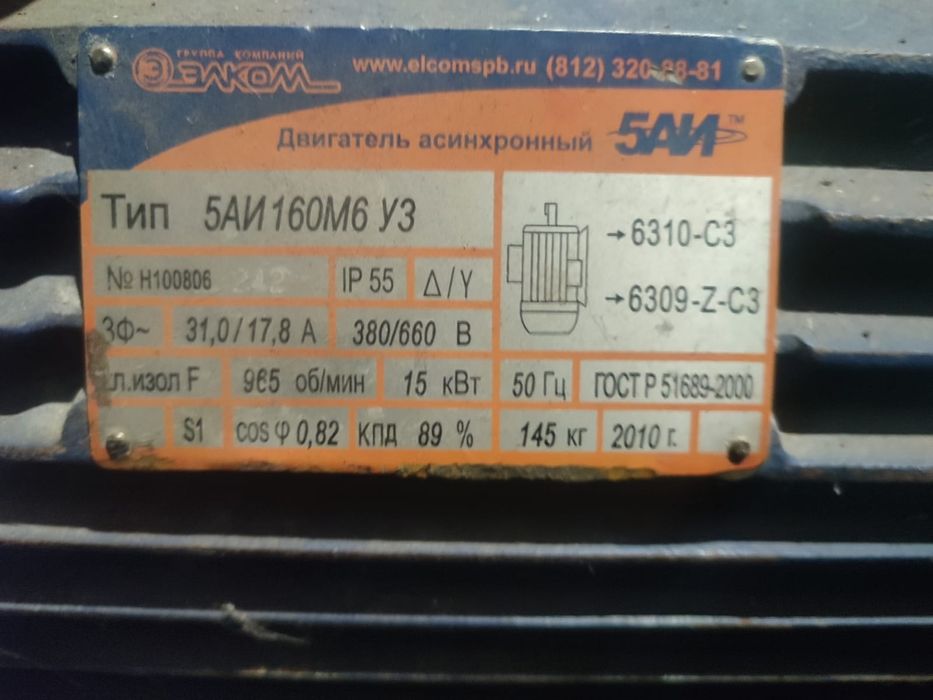 ГРУППА КОМПАНИЙ
ЭЛКОМ
www.elcomspb.ru (812) 320-88-81
Двигатель асинхронный 5АИ™
Тип 5АИ160М6 У3
№ Н100806 242 IP 55 Δ/Y
→6310-C3
→6309-Z-C3
3Ф~ 31,0/17,8 А 380/660 В
л.изол F 965 об/мин 15 кВт 50 Гц ГОСТ Р 51689-2000
S1 cos φ 0,82 КПД 89 % 145 кг 2010 г.